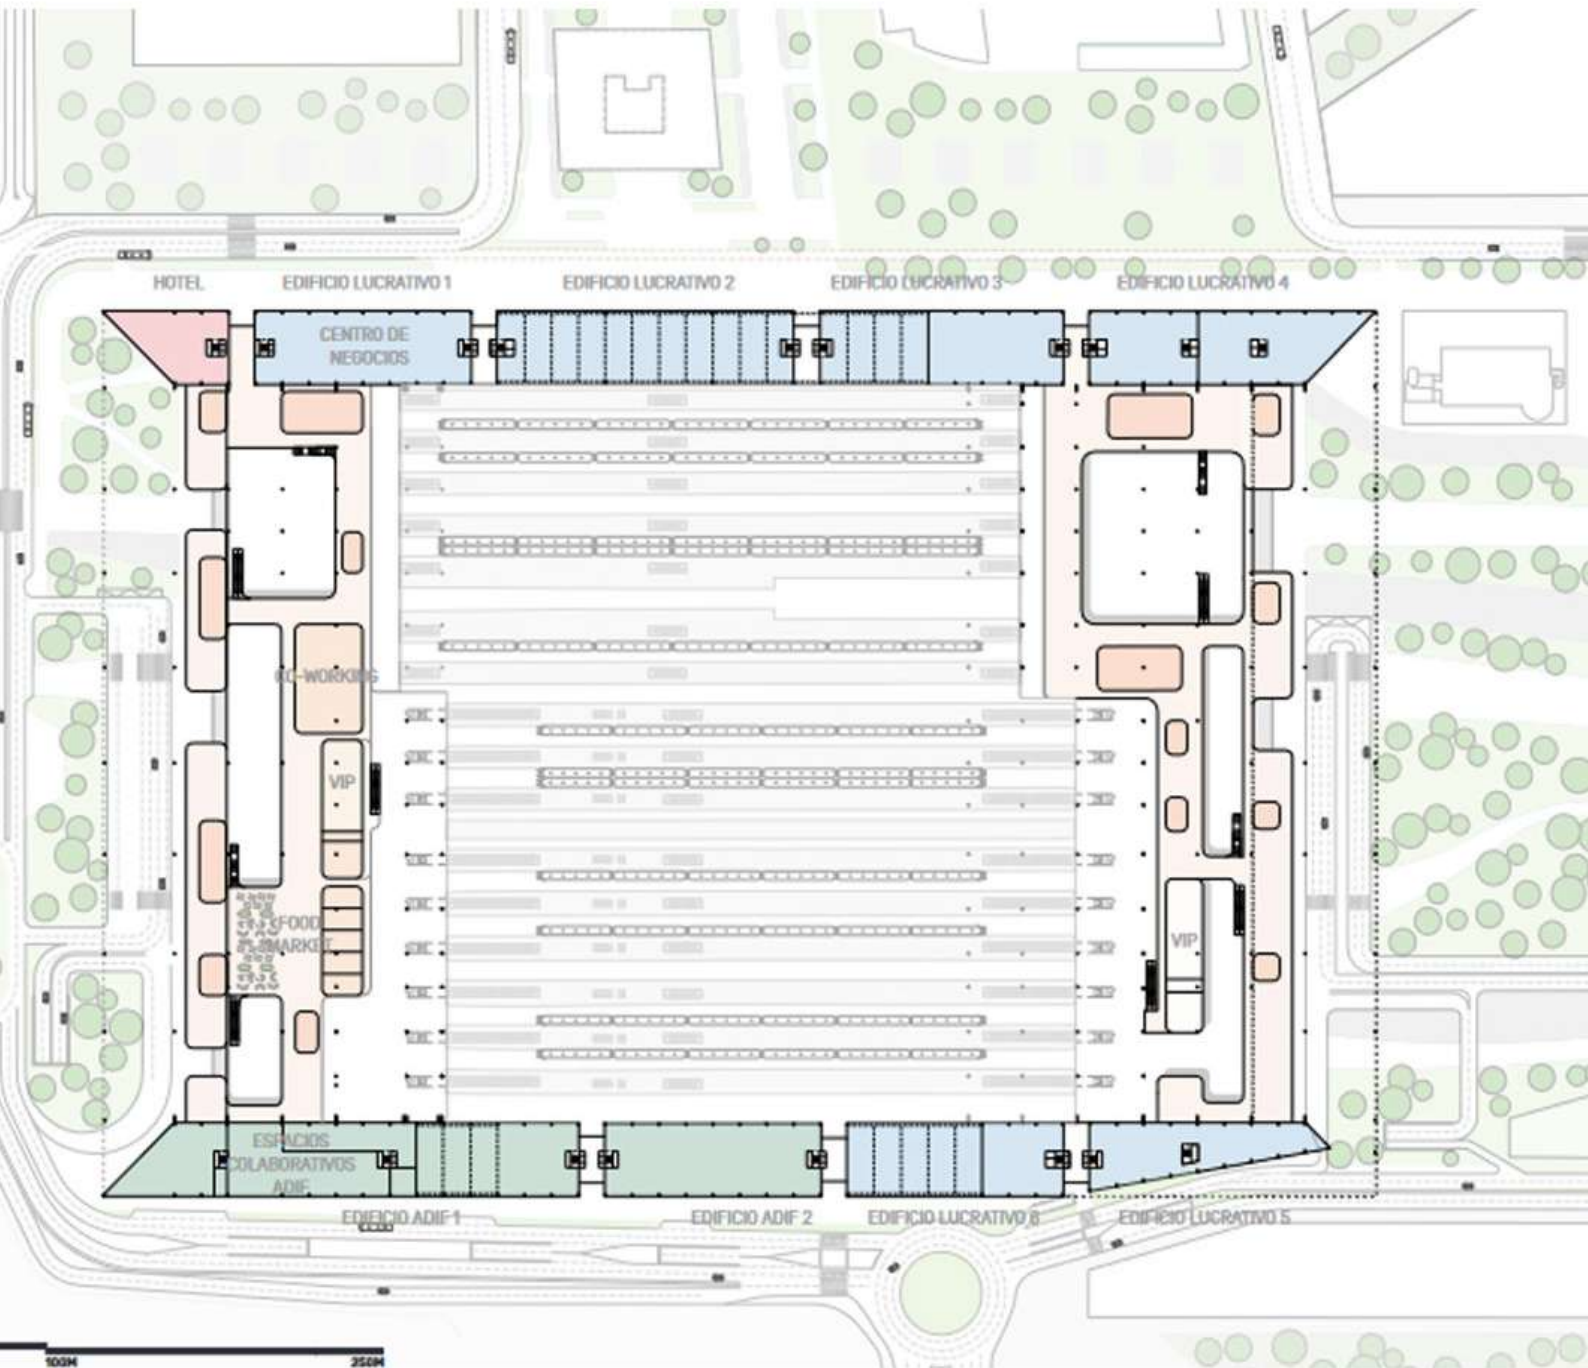 HOTEL
EDIFICIO LUCRATIVO 1
EDIFICIO LUCRATIVO 2
EDIFICIO LUCRATIVO 3
EDIFICIO LUCRATIVO 4
CENTRO DE
NEGOCIOS
CO-WORKING
VIP
FOOD
MARKET
VIP
ESPACIOS
COLABORATIVOS
ADIF
EDIFICIO ADIF 1
EDIFICIO ADIF 2
EDIFICIO LUCRATIVO 6
EDIFICIO LUCRATIVO 5
100M
250M